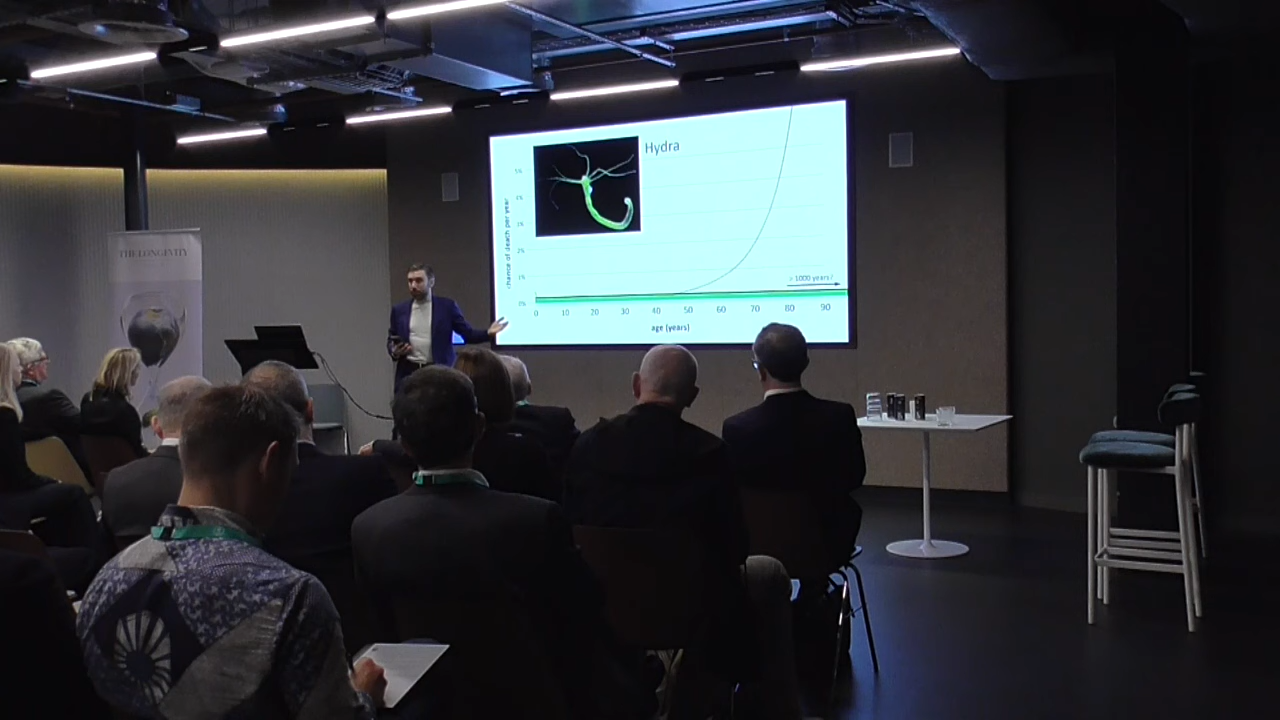 Hydra
5%
4%
3%
2%
1%
0%
chance of death per year
> 1000 years?
0 10 20 30 40 50 60 70 80 90
age (years)
THE LONGEVITY